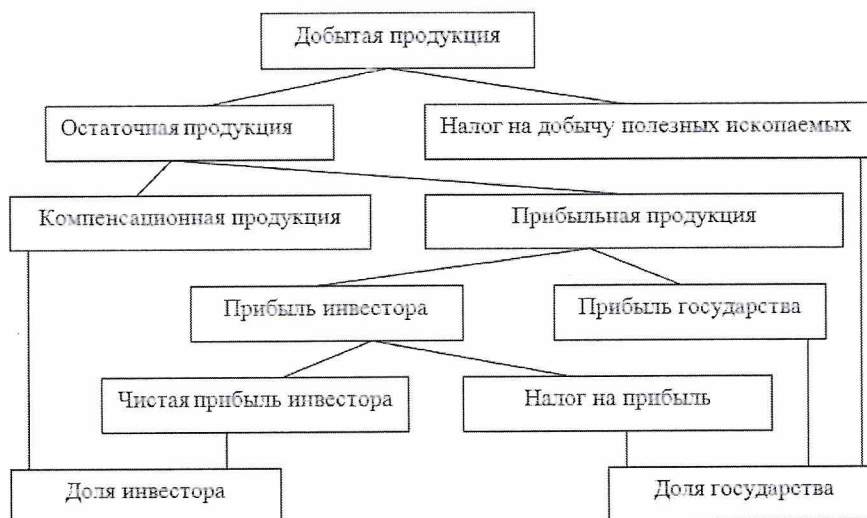 Добытая продукция
Остаточная продукция
Налог на добычу полезных ископаемых
Компенсационная продукция
Прибыльная продукция
Прибыль инвестора
Прибыль государства
Чистая прибыль инвестора
Налог на прибыль
Доля инвестора
Доля государства